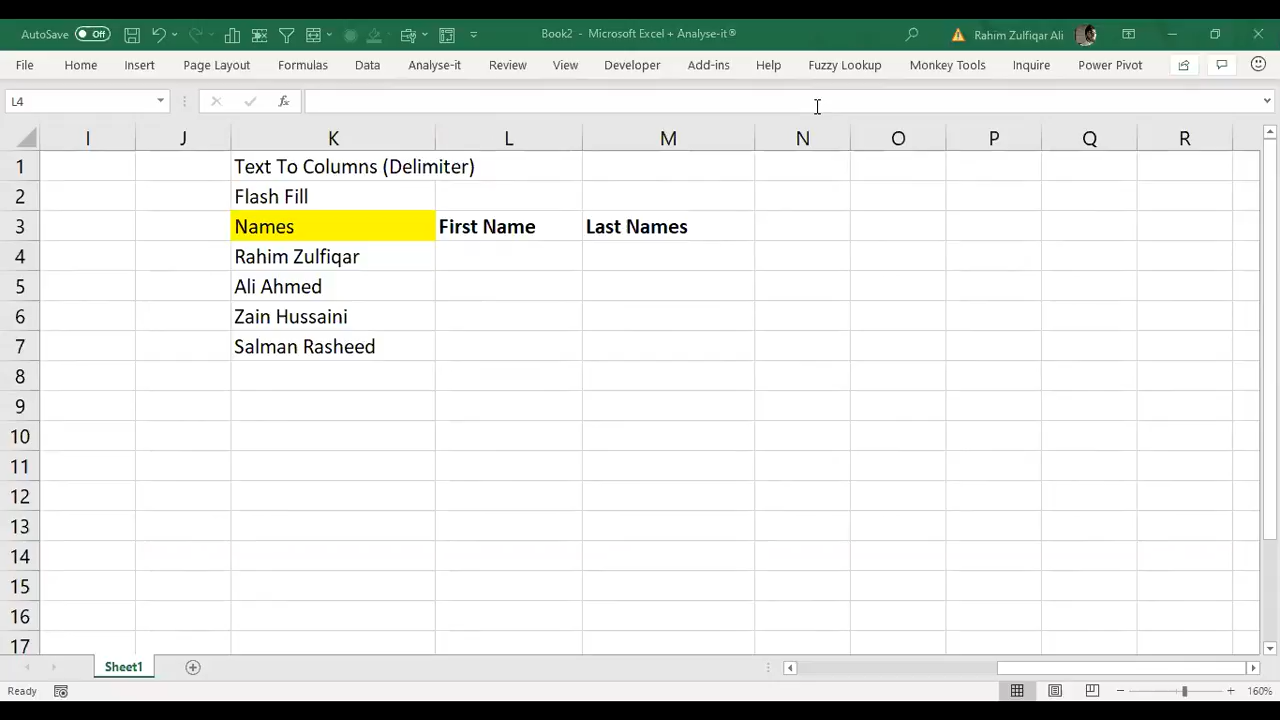 AutoSave Off Book2 - Microsoft Excel + Analyse-it® Rahim Zulfiqar Ali
File Home Insert Page Layout Formulas Data Analyse-it Review View Developer Add-ins Help Fuzzy Lookup Monkey Tools Inquire Power Pivot
L4 fx
I J K L M N O P Q R
1 Text To Columns (Delimiter)
2 Flash Fill
3 Names First Name Last Names
4 Rahim Zulfiqar
5 Ali Ahmed
6 Zain Hussaini
7 Salman Rasheed
8
9
10
11
12
13
14
15
16
17
Sheet1
Ready 160%